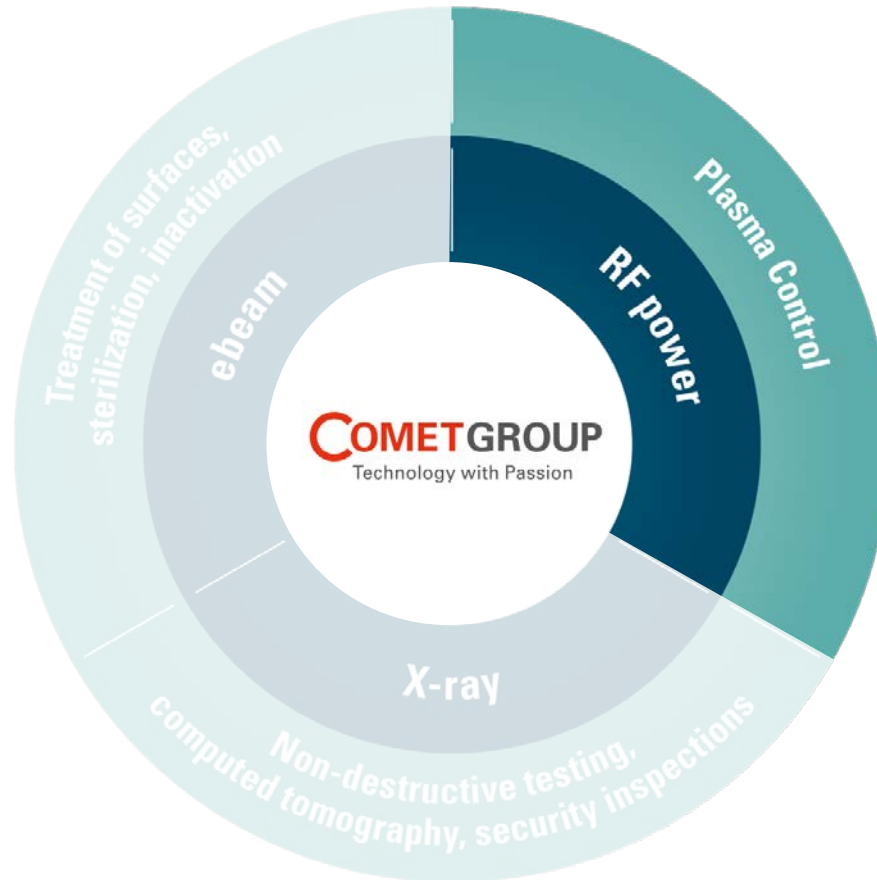 Treatment of surfaces,
sterilization, inactivation
ebeam
Plasma Control
RF power
COMETGROUP
Technology with Passion
X-ray
Non-destructive testing,
computed tomography, security inspections